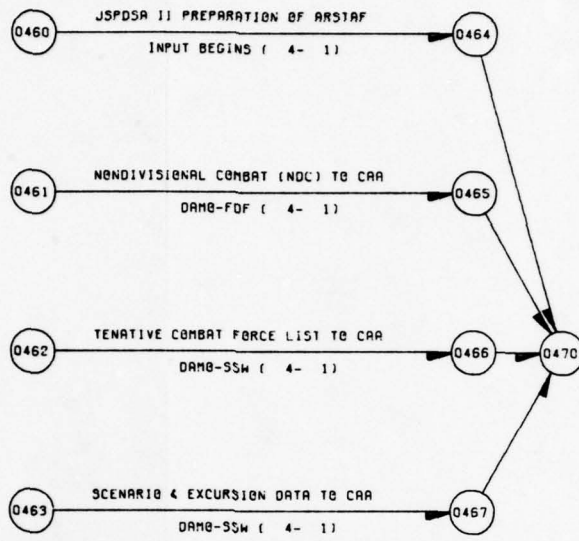 JSPDSA II PREPARATION OF ARSTAF
0460
0464
INPUT BEGINS ( 4- 1)
NONDIVISIONAL COMBAT (NDC) TO CAA
0461
0465
DAMO-FDF ( 4- 1)
TENATIVE COMBAT FORCE LIST TO CAA
0462
0466
0470
DAMO-SSW ( 4- 1)
SCENARIO & EXCURSION DATA TO CAA
0463
0467
DAMO-SSW ( 4- 1)